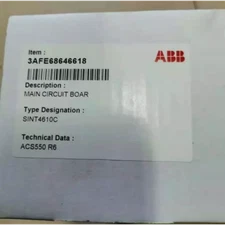 Item :
3AFE68646618
ABB
Description :
MAIN CIRCUIT BOAR
Type Designation :
SINT4610C
Technical Data :
ACS550 R6